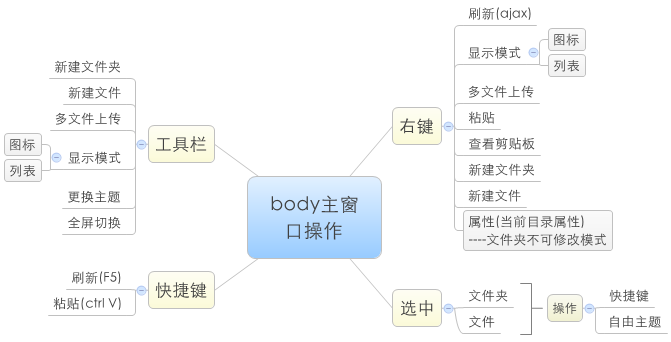 body主窗
口操作
工具栏
新建文件夹
新建文件
多文件上传
显示模式
图标
列表
更换主题
全屏切换
快捷键
刷新(F5)
粘贴(ctrl V)
右键
刷新(ajax)
显示模式
图标
列表
多文件上传
粘贴
查看剪贴板
新建文件夹
新建文件
属性(当前目录属性)
----文件夹不可修改模式
选中
文件夹
文件
操作
快捷键
自由主题